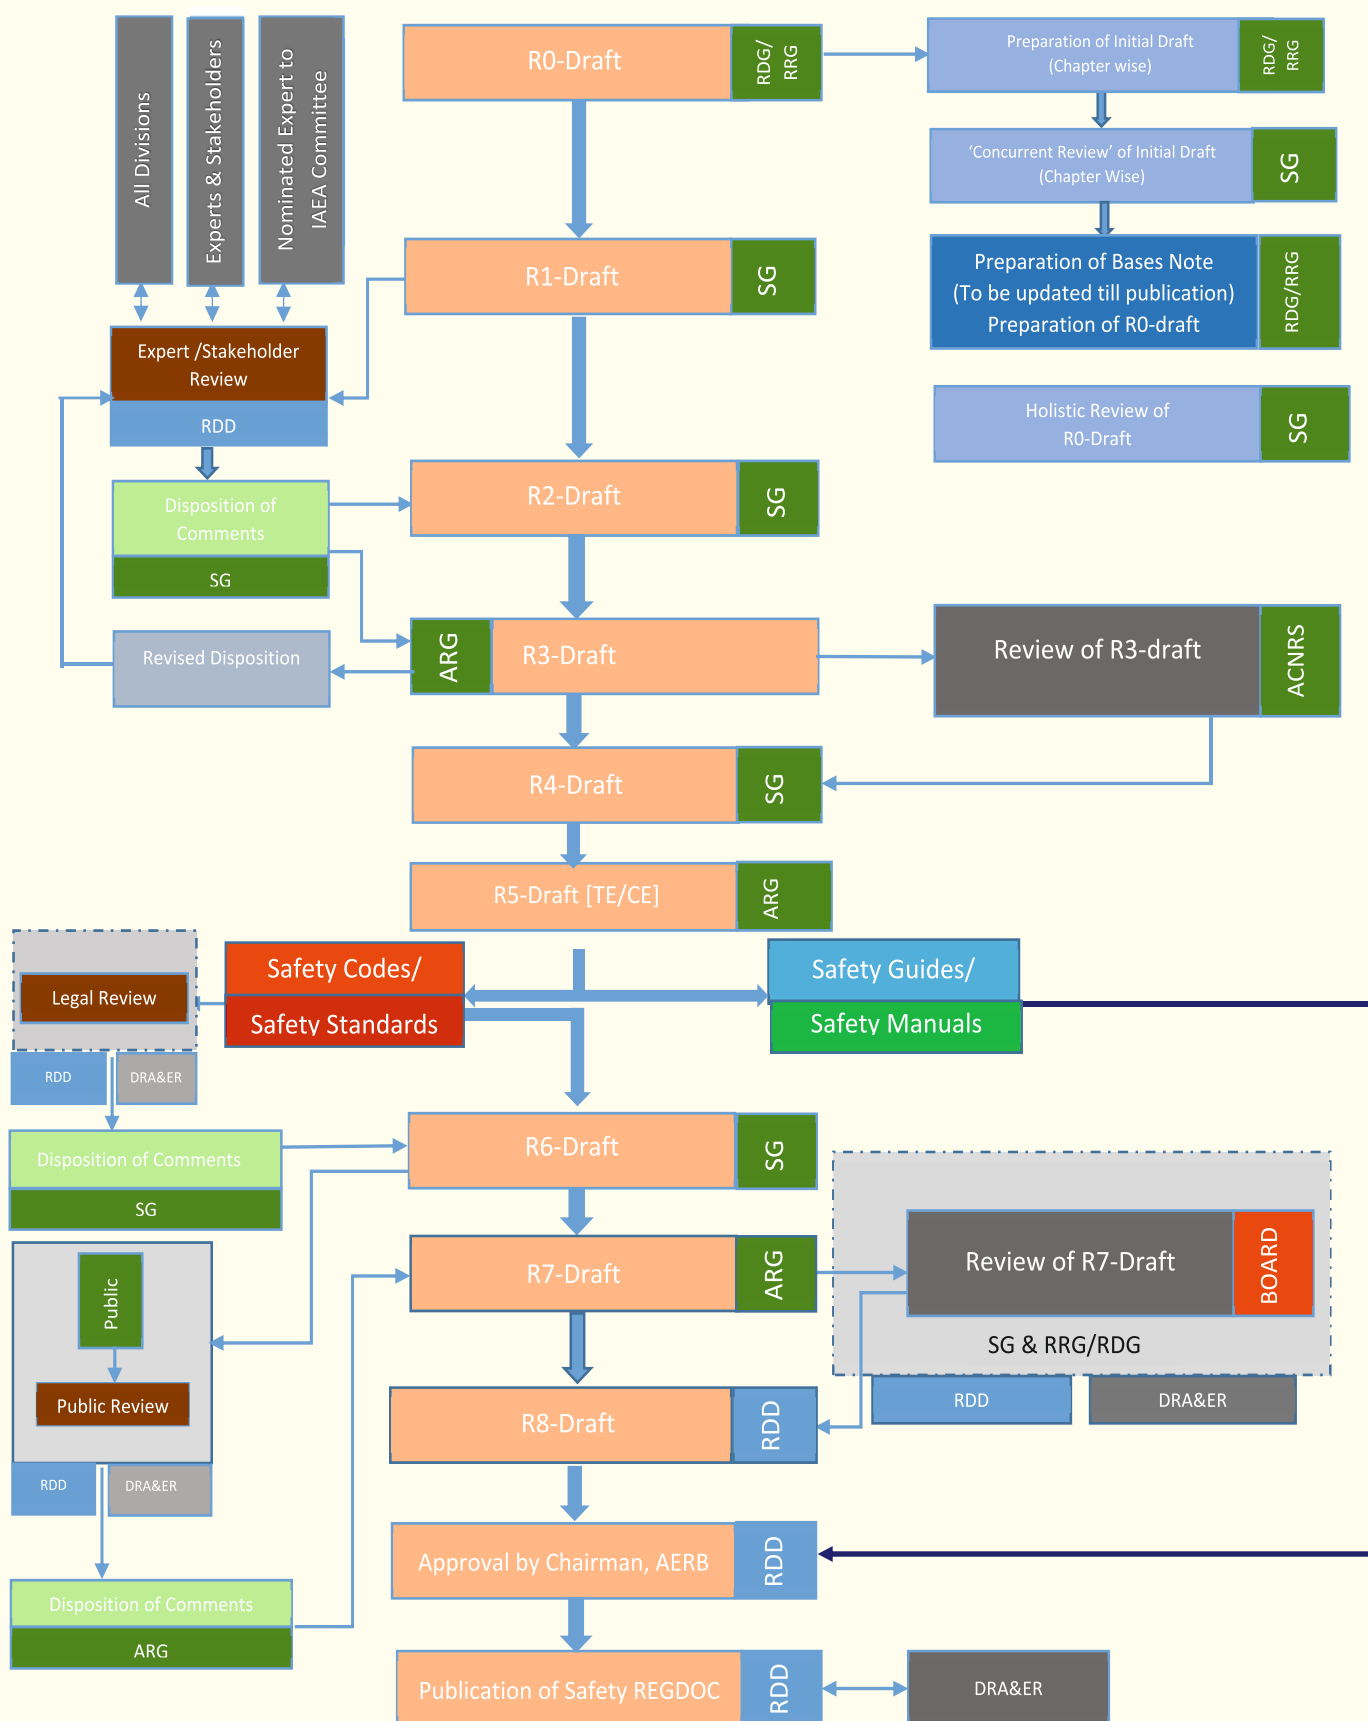 All Divisions
Experts & Stakeholders
Nominated Expert to
IAEA Committee
R0-Draft
RDG/
RRG
Preparation of Initial Draft
(Chapter wise)
RDG/
RRG
'Concurrent Review' of Initial Draft
(Chapter Wise)
SG
Preparation of Bases Note
(To be updated till publication)
Preparation of R0-draft
RDG/RRG
Holistic Review of
R0-Draft
SG
R1-Draft
SG
Expert /Stakeholder
Review
RDD
Disposition of
Comments
SG
Revised Disposition
R2-Draft
SG
ARG
R3-Draft
Review of R3-draft
ACNRS
R4-Draft
SG
R5-Draft [TE/CE]
ARG
Legal Review
RDD
DRA&ER
Safety Codes/
Safety Standards
Safety Guides/
Safety Manuals
Disposition of Comments
SG
R6-Draft
SG
Public
Public Review
RDD
DRA&ER
R7-Draft
ARG
Review of R7-Draft
BOARD
SG & RRG/RDG
RDD
DRA&ER
R8-Draft
RDD
Disposition of Comments
ARG
Approval by Chairman, AERB
RDD
Publication of Safety REGDOC
RDD
DRA&ER